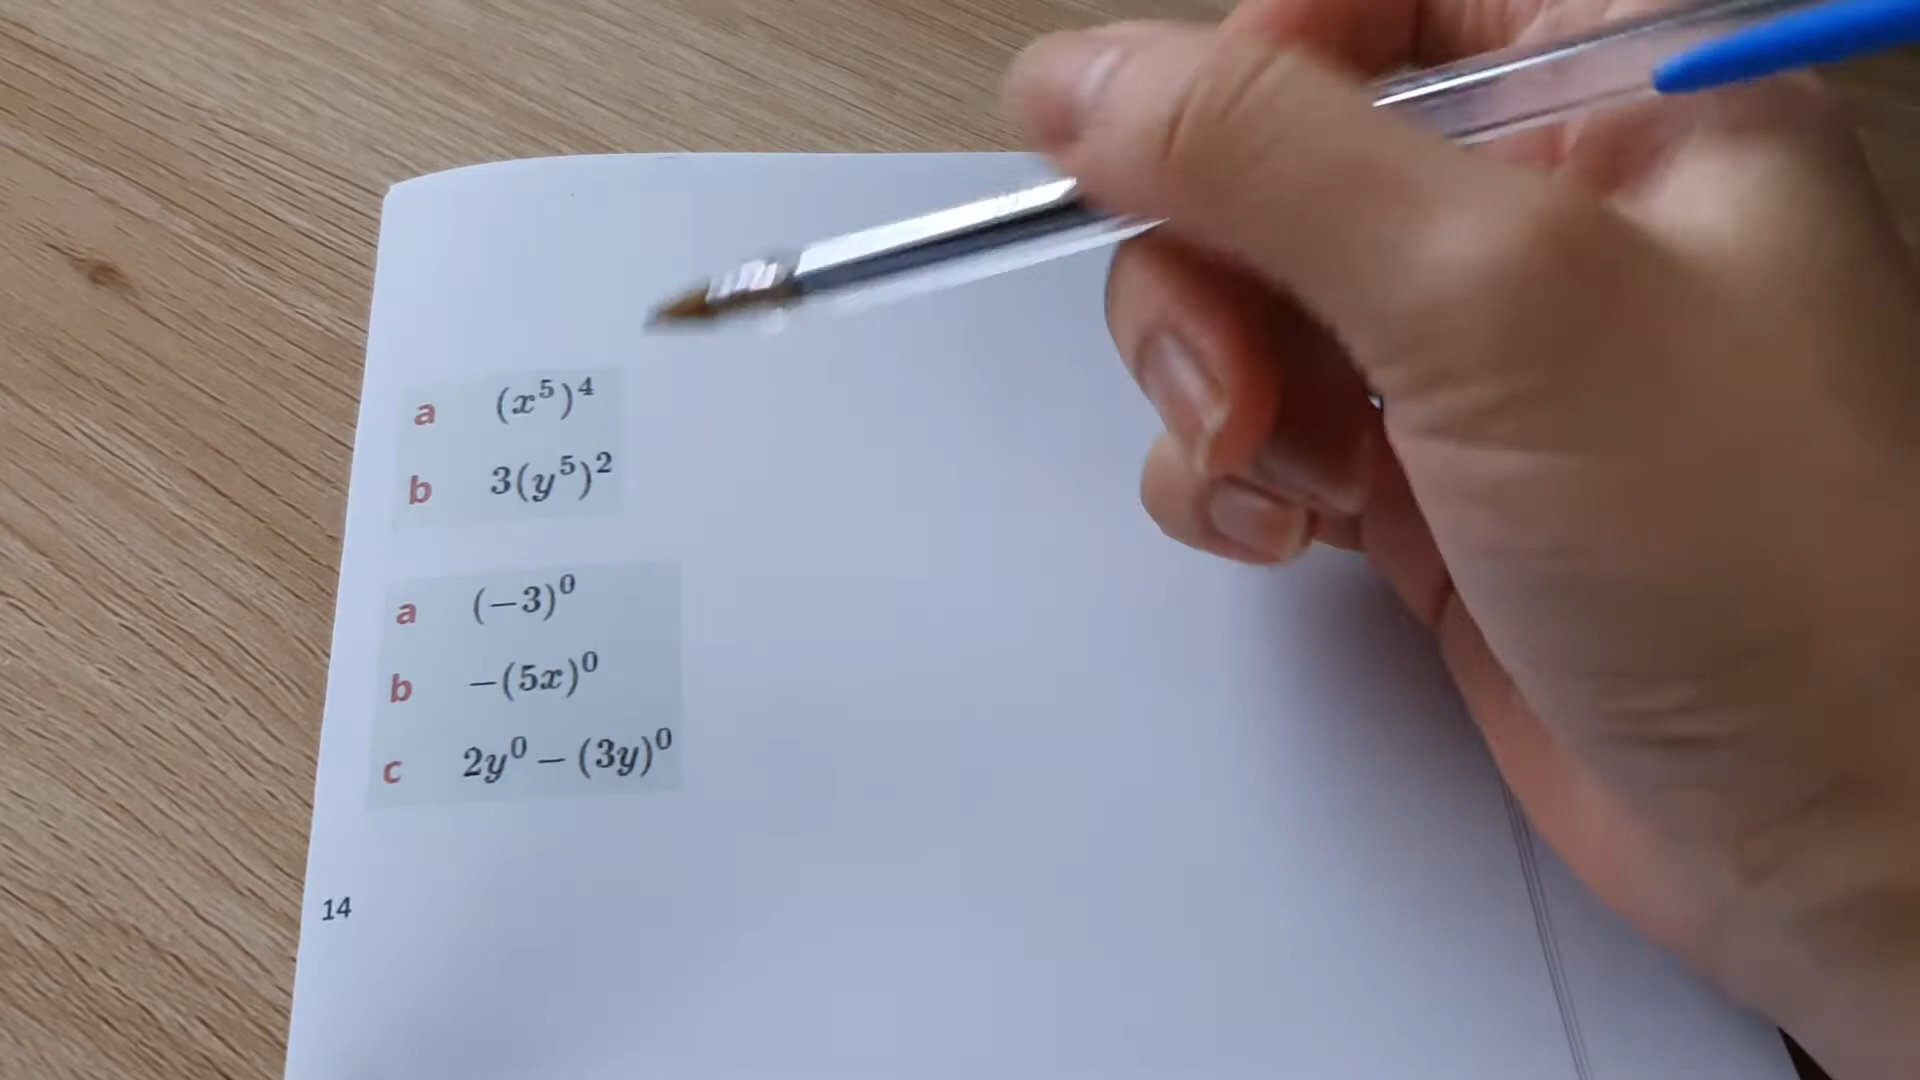 a (x⁵)⁴
b 3(y⁵)²
a (−3)⁰
b −(5x)⁰
c 2y⁰ − (3y)⁰
14